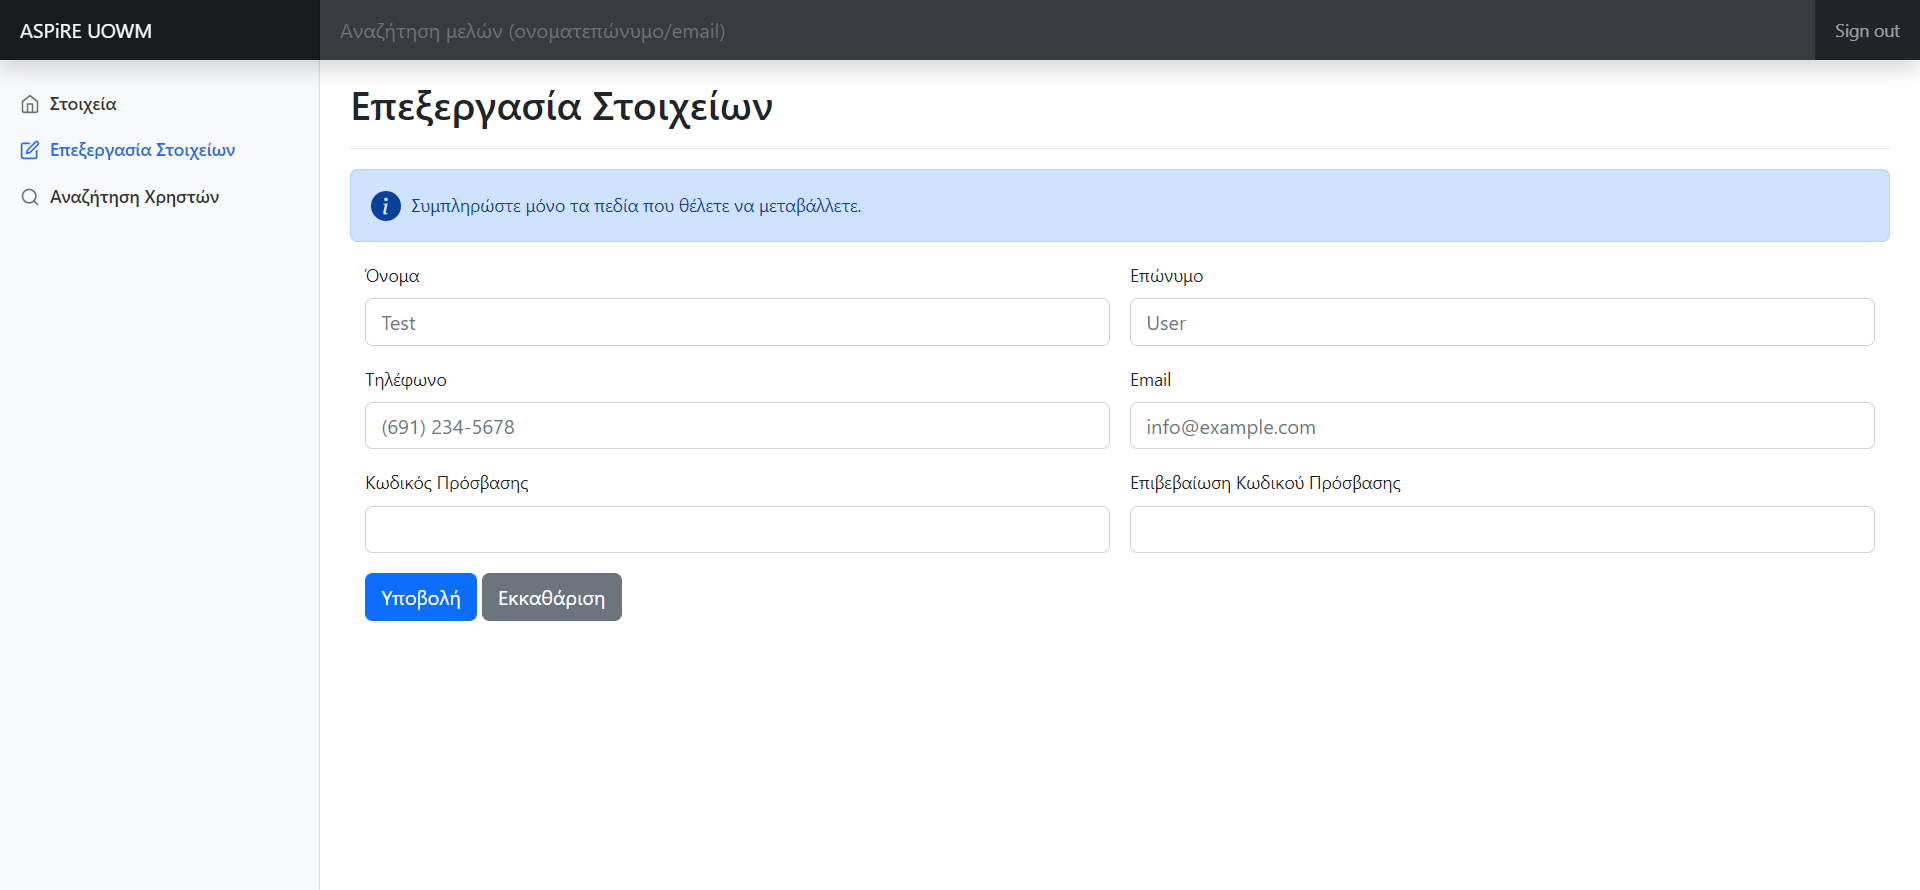 ASPiRE UOWM
Αναζήτηση μελών (ονοματεπώνυμο/email)
Sign out
Στοιχεία
Επεξεργασία Στοιχείων
Αναζήτηση Χρηστών
Επεξεργασία Στοιχείων
Συμπληρώστε μόνο τα πεδία που θέλετε να μεταβάλλετε.
Όνομα
Test
Επώνυμο
User
Τηλέφωνο
(691) 234-5678
Email
info@example.com
Κωδικός Πρόσβασης
Επιβεβαίωση Κωδικού Πρόσβασης
Υποβολή
Εκκαθάριση